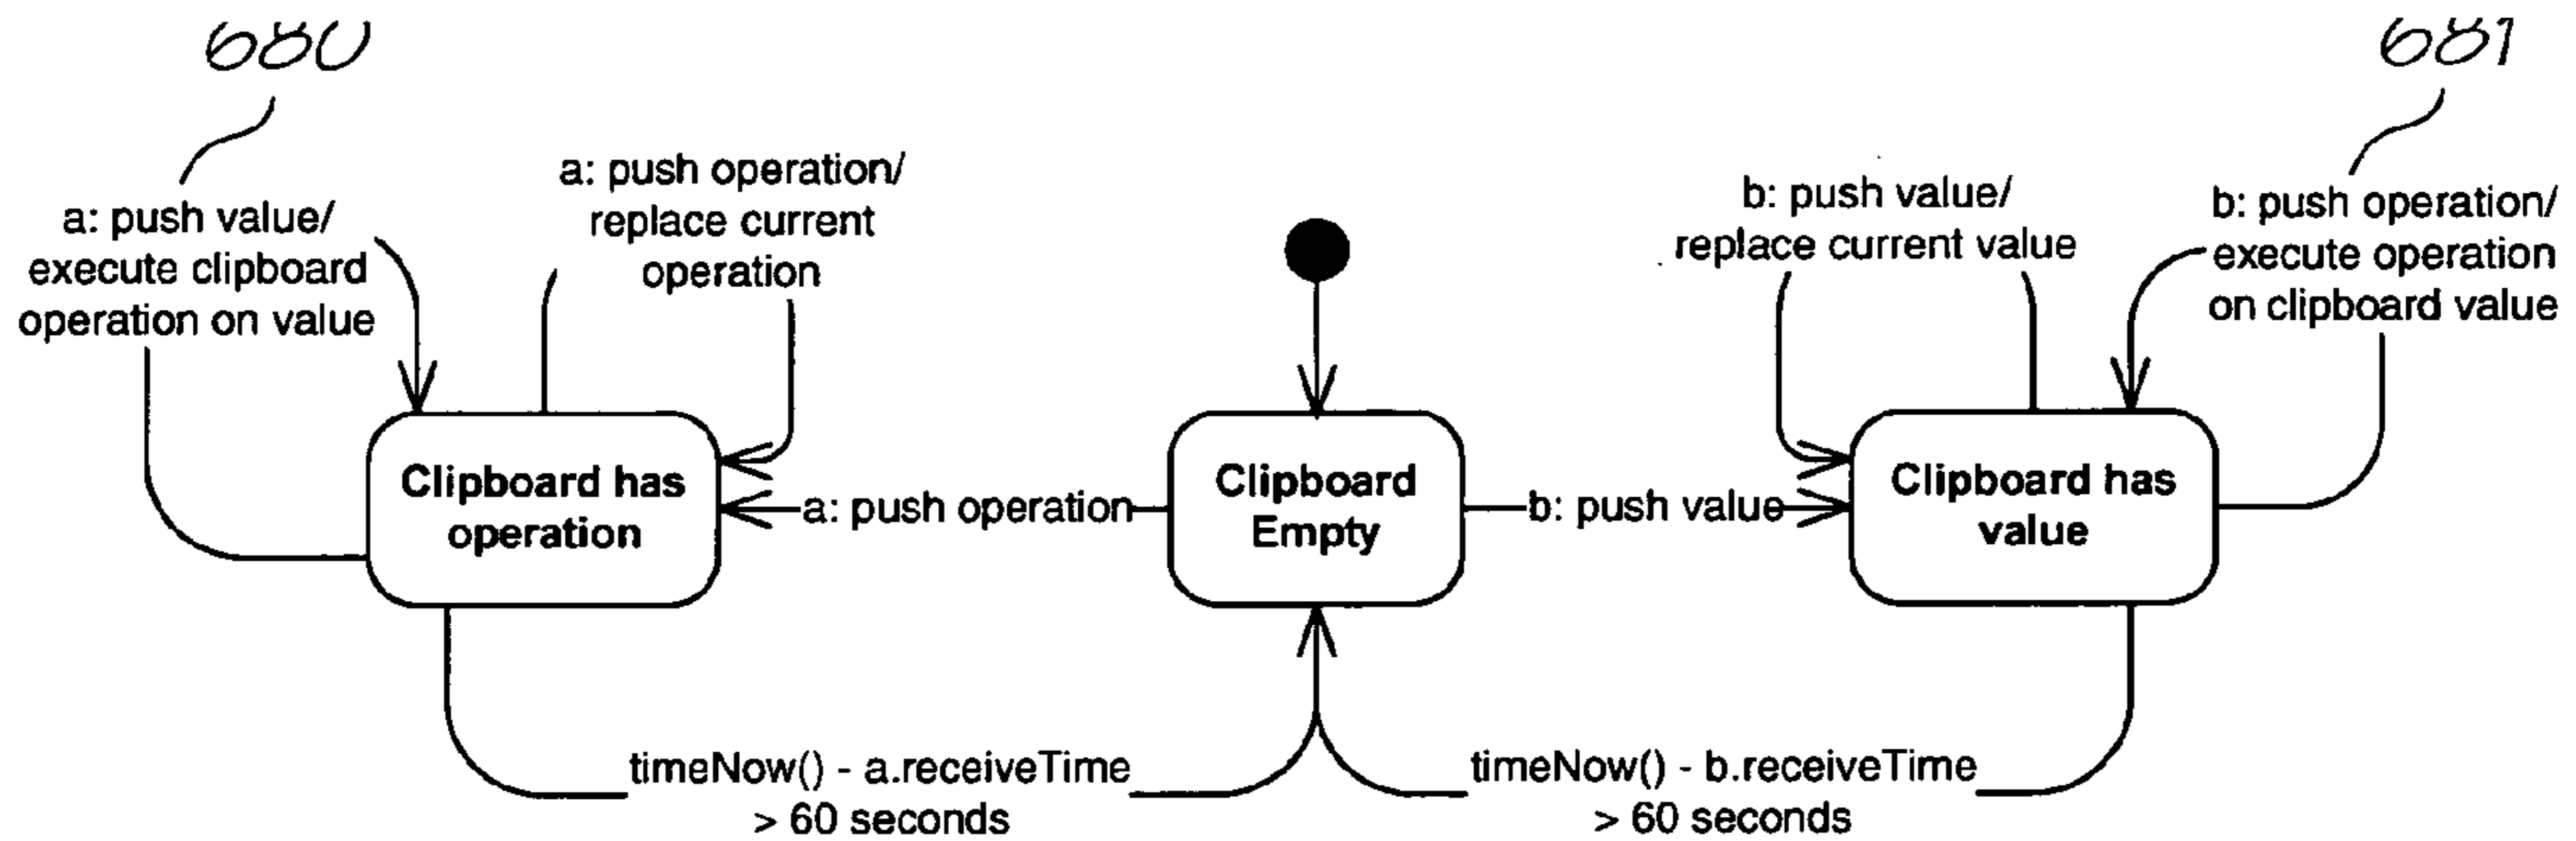 680
681
a: push value/
execute clipboard
operation on value
a: push operation/
replace current
operation
b: push value/
replace current value
b: push operation/
execute operation
on clipboard value
Clipboard has
operation
a: push operation
Clipboard
Empty
b: push value
Clipboard has
value
timeNow() - a.receiveTime
> 60 seconds
timeNow() - b.receiveTime
> 60 seconds